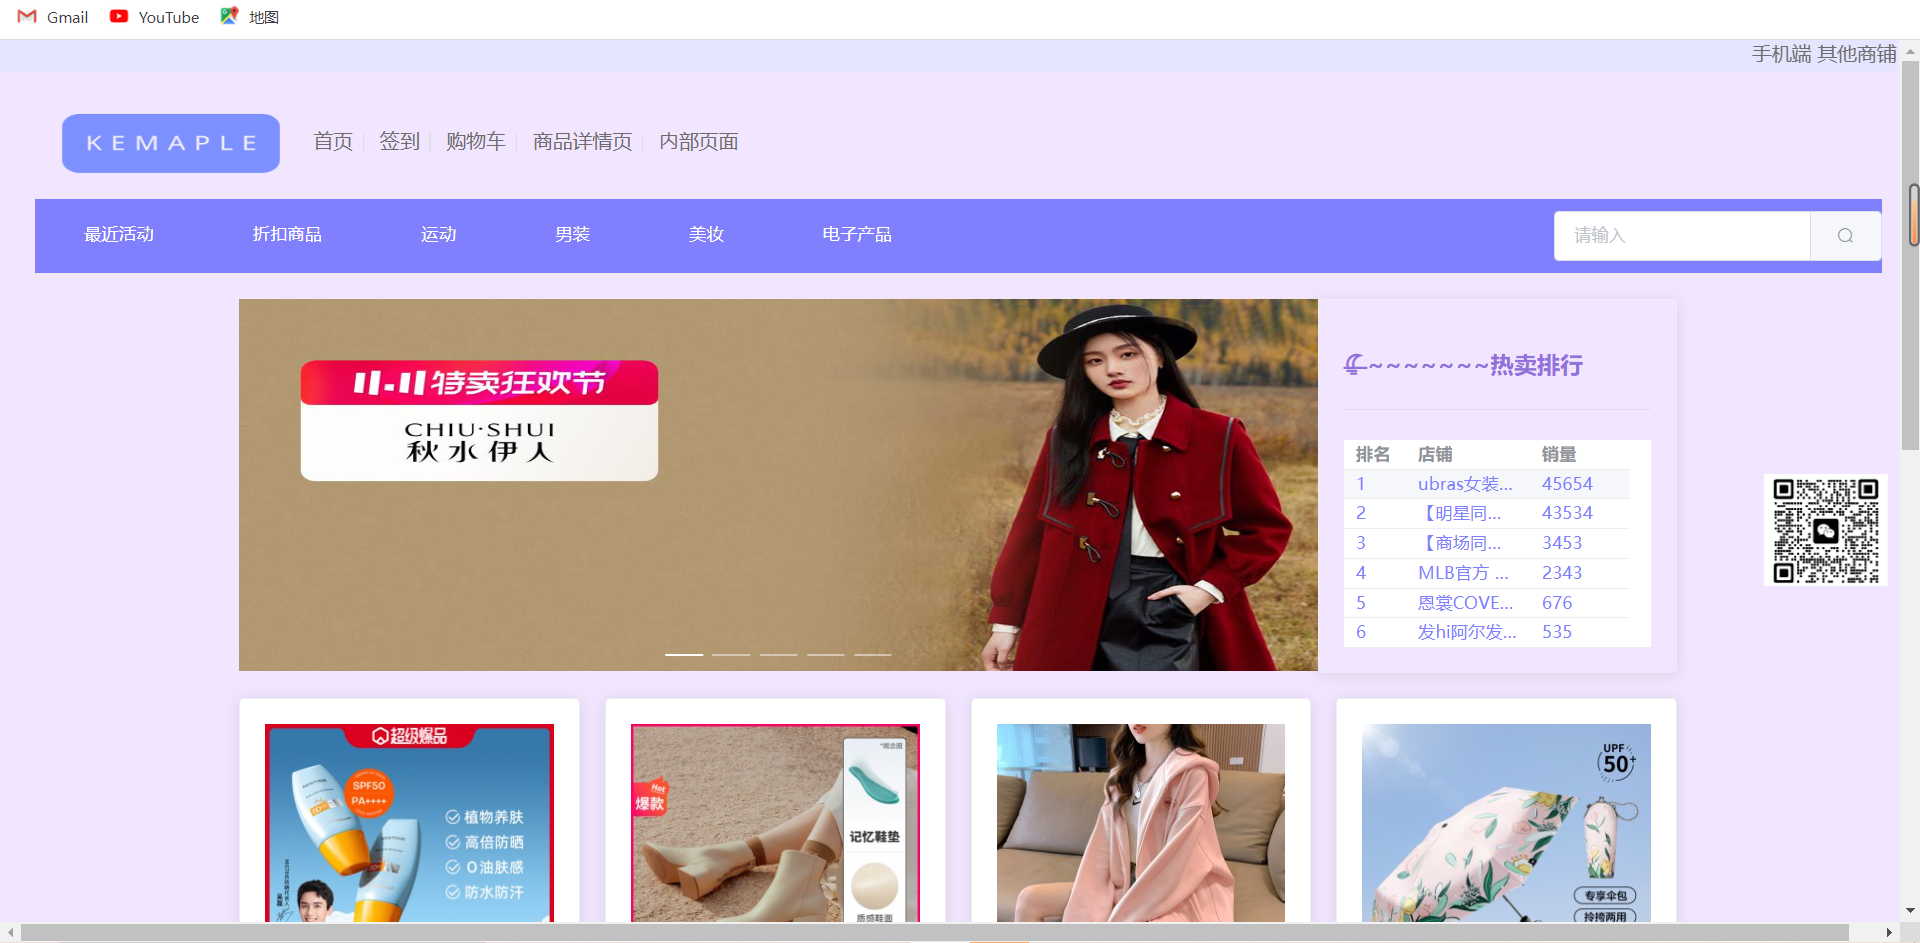 Gmail YouTube 地图
手机端 其他商铺
KEMAPLE 首页 签到 购物车 商品详情页 内部页面
最近活动 折扣商品 运动 男装 美妆 电子产品 请输入
11.11特卖狂欢节
CHIU·SHUI
秋水伊人
~~~~~~~热卖排行
排名 店铺 销量
1 ubras女装... 45654
2 【明星同... 43534
3 【商场同... 3453
4 MLB官方 ... 2343
5 恩裳COVE... 676
6 发hi阿尔发... 535
超级爆品
SPF50
PA++++
植物养肤
高倍防晒
0油肤感
防水防汗
*概念图
Hot
爆款
记忆鞋垫
质感鞋面
UPF
50+
专享伞包
拎挎两用